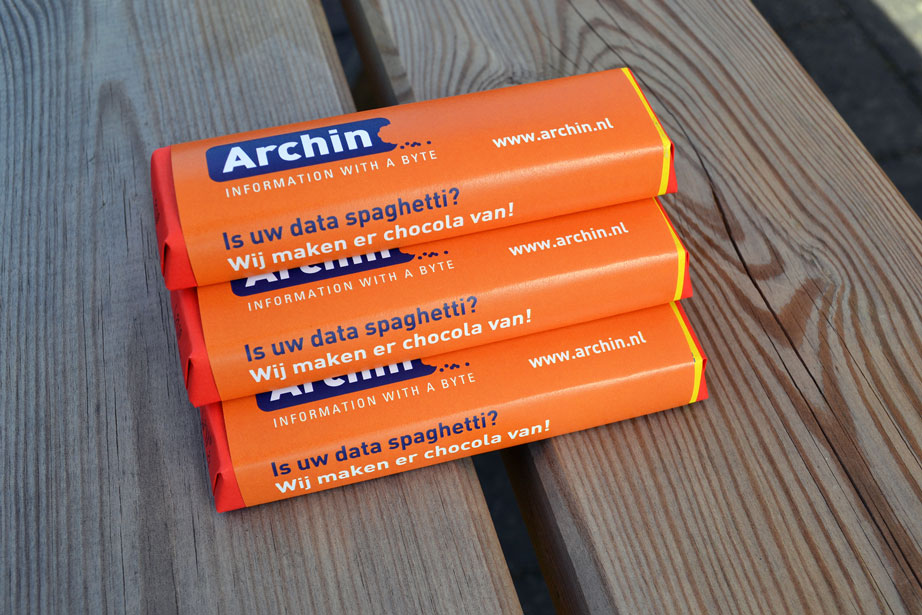 Archin
INFORMATION WITH A BYTE
www.archin.nl
Is uw data spaghetti?
Wij maken er chocola van!
Archin
INFORMATION WITH A BYTE
www.archin.nl
Is uw data spaghetti?
Wij maken er chocola van!
Archin
INFORMATION WITH A BYTE
www.archin.nl
Is uw data spaghetti?
Wij maken er chocola van!